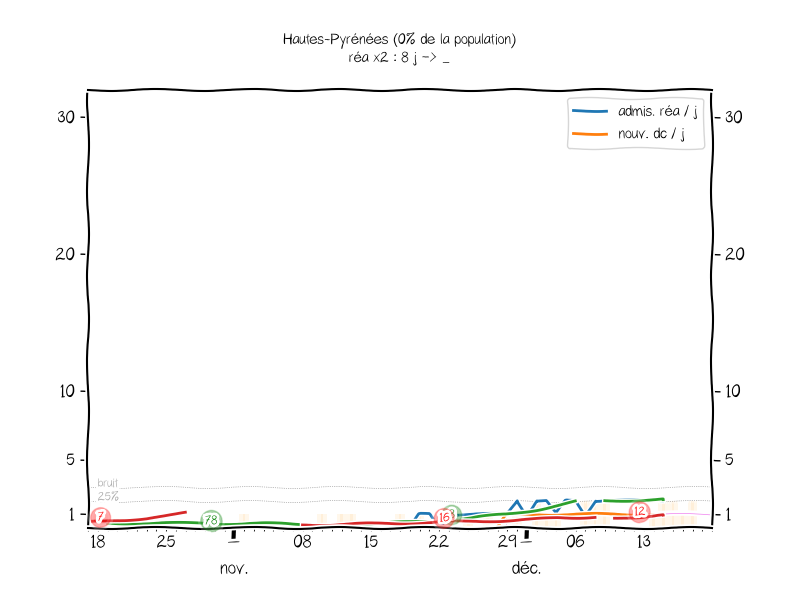 Hautes-Pyrénées (0% de la population)
réa x2 : 8 j -> _
admis. réa / j
nouv. dc / j
30 30
20 20
10 10
5 5
bruit
25%
1 1
7 78 16 12
18 25 1 08 15 22 29 1 06 13
nov. déc.